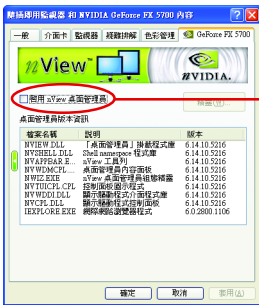 隨插即用監視器 和 NVIDIA GeForce FX 5700 內容
一般 介面卡 監視器 疑難排解 色彩管理 GeForce FX 5700
nView
NVIDIA.
啟用 nView 桌面管理員
精靈(W)...
桌面管理員版本資訊
檔案名稱 說明 版本
NVIEW.DLL 「桌面管理員」掛載程式庫 6.14.10.5216
NVSHELL.DLL Shell namespace 程式庫 6.14.10.5216
NVAPPBAR.E... nView 工具列 6.14.10.5216
NVWDMCPL... 桌面管理員內容面板 6.14.10.5216
NWIZ.EXE nView 桌面管理員組態精靈 6.14.10.5216
NVTUICPL.CPL 控制面板圖示程式 6.14.10.5216
NVWDDI.DLL 顯示驅動程式介面程式庫 6.14.10.5216
NVCPL.DLL 顯示驅動程式控制面板 6.14.10.5216
IEXPLORE.EXE 網際網路瀏覽器程式 6.0.2800.1106
確定 取消 套用(A)